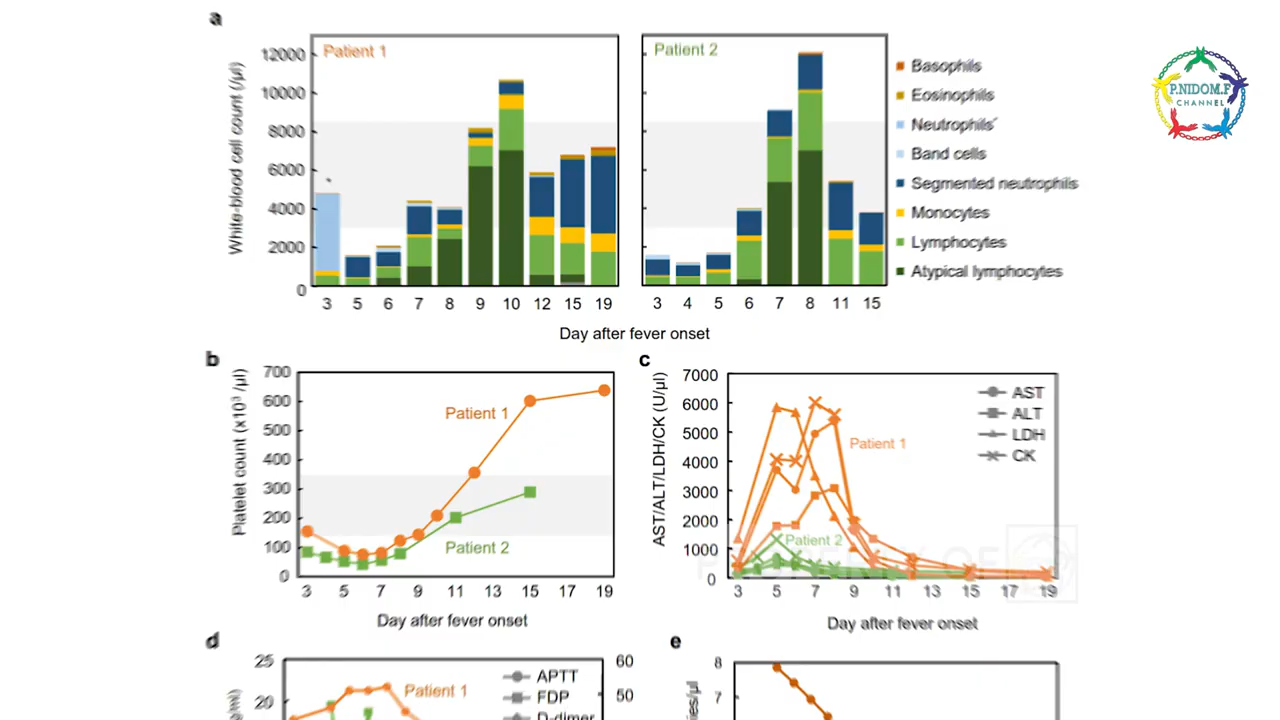 a
Patient 1
Patient 2
White-blood cell count (/μl)
12000
10000
8000
6000
4000
2000
0
3 5 6 7 8 9 10 12 15 19
3 4 5 6 7 8 11 15
Day after fever onset
Basophils
Eosinophils
Neutrophils
Band cells
Segmented neutrophils
Monocytes
Lymphocytes
Atypical lymphocytes
P.NIDOM.F
CHANNEL
b
Platelet count (x10³ /μl)
700
600
500
400
300
200
100
0
Patient 1
Patient 2
3 5 7 9 11 13 15 17 19
Day after fever onset
c
AST/ALT/LDH/CK (U/μl)
7000
6000
5000
4000
3000
2000
1000
0
AST
ALT
LDH
CK
Patient 1
Patient 2
3 5 7 9 11 13 15 17 19
Day after fever onset
d
25
20
Patient 1
APTT
FDP
D-dimer
60
50
e
8
7